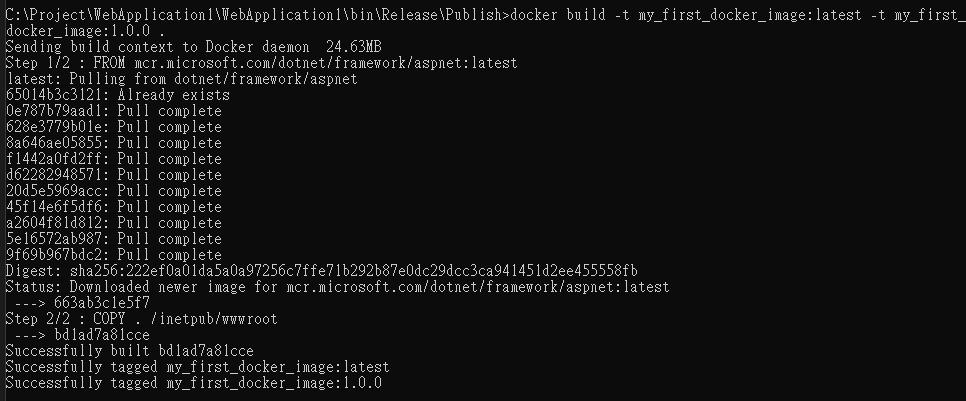 C:\Project\WebApplication1\WebApplication1\bin\Release\Publish>docker build -t my_first_docker_image:latest -t my_first_
docker_image:1.0.0 .
Sending build context to Docker daemon  24.63MB
Step 1/2 : FROM mcr.microsoft.com/dotnet/framework/aspnet:latest
latest: Pulling from dotnet/framework/aspnet
65014b3c3121: Already exists
0e787b79aad1: Pull complete
628e3779b01e: Pull complete
8a646ae05855: Pull complete
f1442a0fd2ff: Pull complete
d62282948571: Pull complete
20d5e5969acc: Pull complete
45f14e6f5df6: Pull complete
a2604f81d812: Pull complete
5e16572ab987: Pull complete
9f69b967bdc2: Pull complete
Digest: sha256:222ef0a01da5a0a97256c7ffe71b292b87e0dc29dcc3ca941451d2ee455558fb
Status: Downloaded newer image for mcr.microsoft.com/dotnet/framework/aspnet:latest
 ---> 663ab3c1e5f7
Step 2/2 : COPY . /inetpub/wwwroot
 ---> bd1ad7a81cce
Successfully built bd1ad7a81cce
Successfully tagged my_first_docker_image:latest
Successfully tagged my_first_docker_image:1.0.0